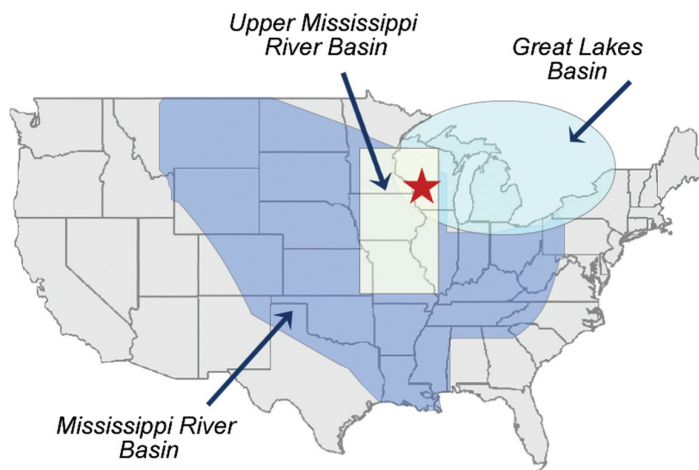 Upper Mississippi
River Basin
Great Lakes
Basin
Mississippi River
Basin